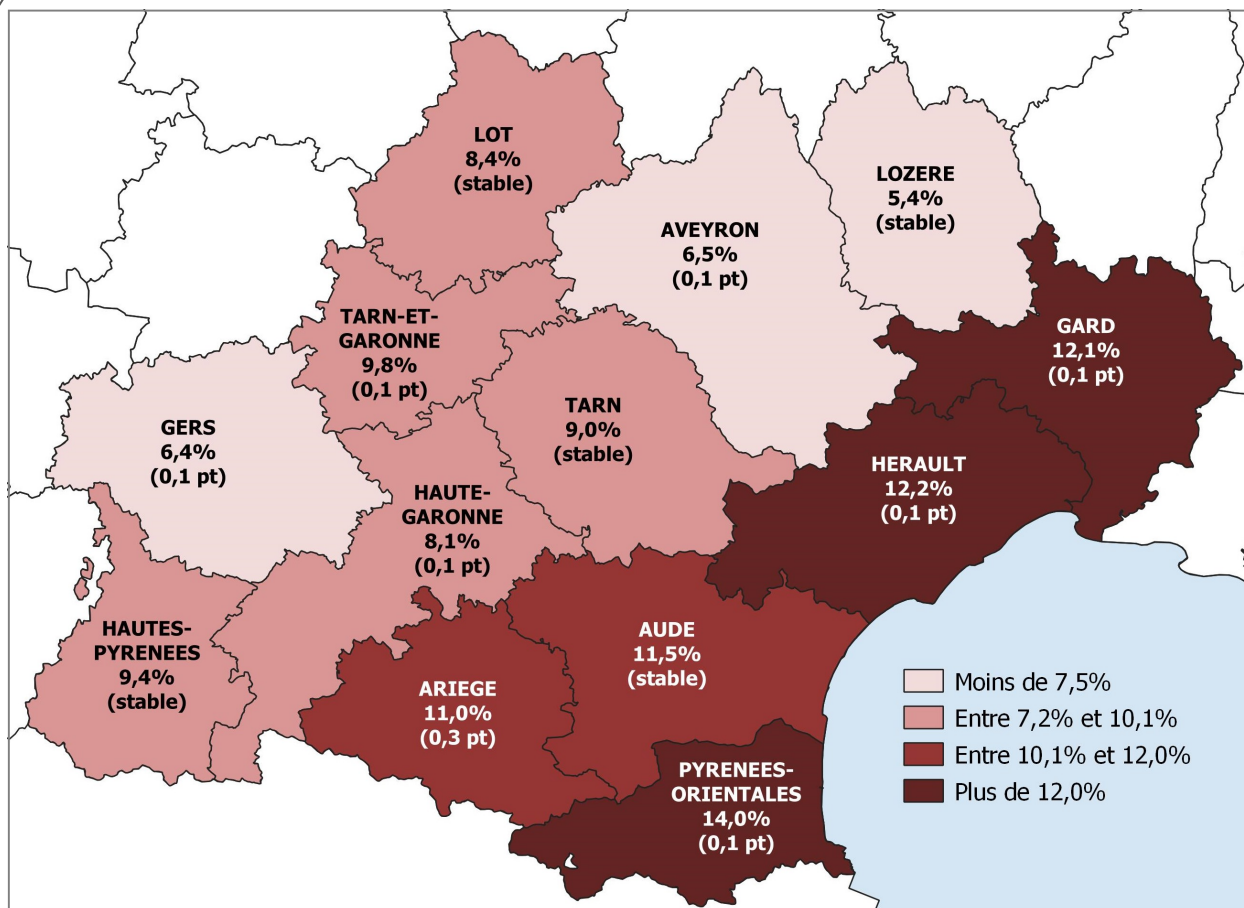 LOT
8,4%
(stable)
LOZERE
5,4%
(stable)
AVEYRON
6,5%
(0,1 pt)
TARN-ET-
GARONNE
9,8%
(0,1 pt)
GARD
12,1%
(0,1 pt)
GERS
6,4%
(0,1 pt)
TARN
9,0%
(stable)
HERAULT
12,2%
(0,1 pt)
HAUTE-
GARONNE
8,1%
(0,1 pt)
HAUTES-
PYRENEES
9,4%
(stable)
AUDE
11,5%
(stable)
ARIEGE
11,0%
(0,3 pt)
PYRENEES-
ORIENTALES
14,0%
(0,1 pt)
Moins de 7,5%
Entre 7,2% et 10,1%
Entre 10,1% et 12,0%
Plus de 12,0%